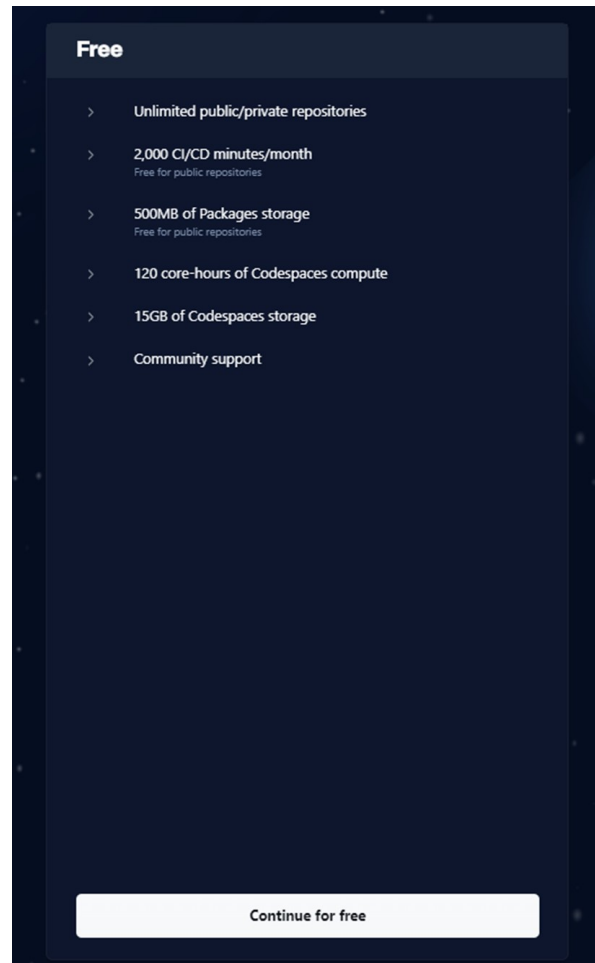 Free
Unlimited public/private repositories
2,000 CI/CD minutes/month
Free for public repositories
500MB of Packages storage
Free for public repositories
120 core-hours of Codespaces compute
15GB of Codespaces storage
Community support
Continue for free